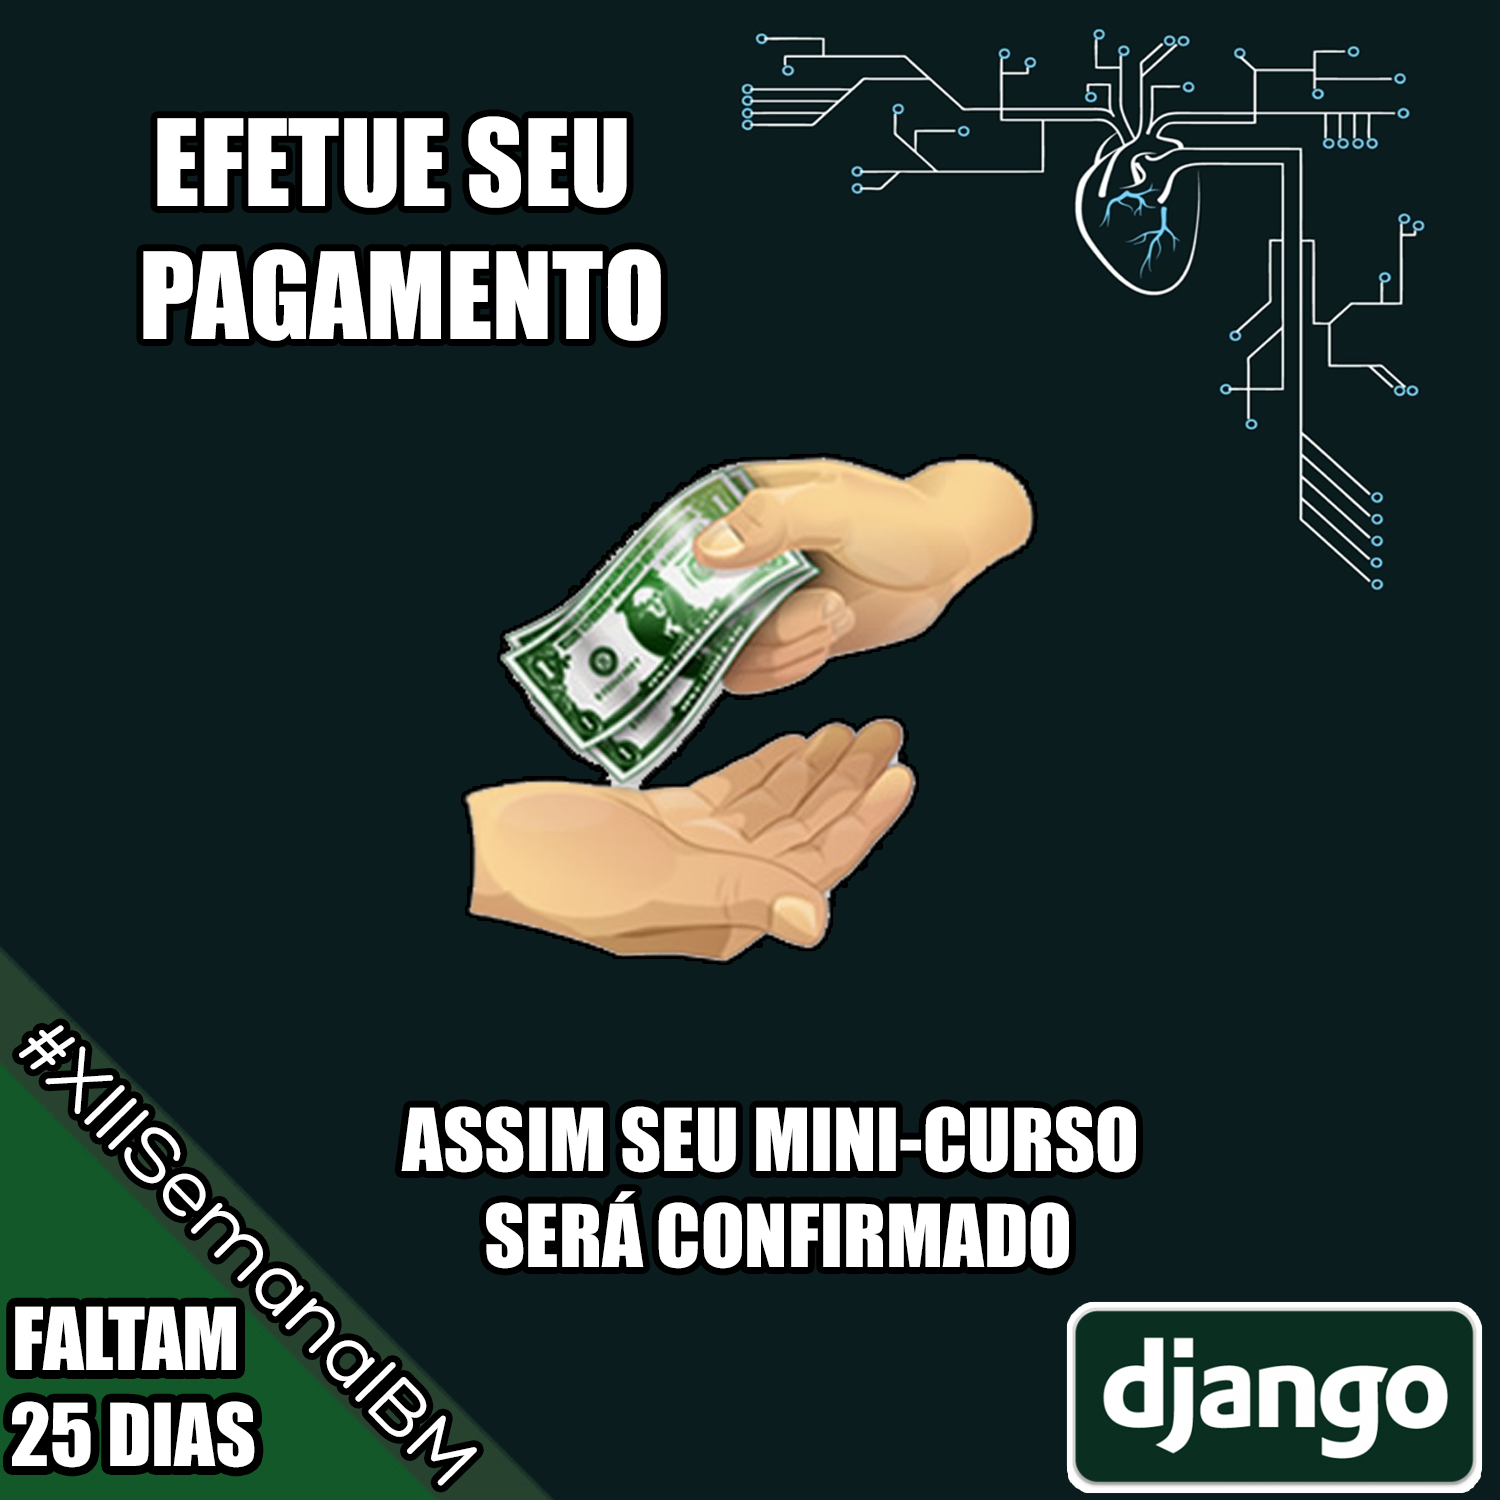 EFETUE SEU
PAGAMENTO
ASSIM SEU MINI-CURSO
SERÁ CONFIRMADO
#XIIISemanaIBM
FALTAM
25 DIAS
django